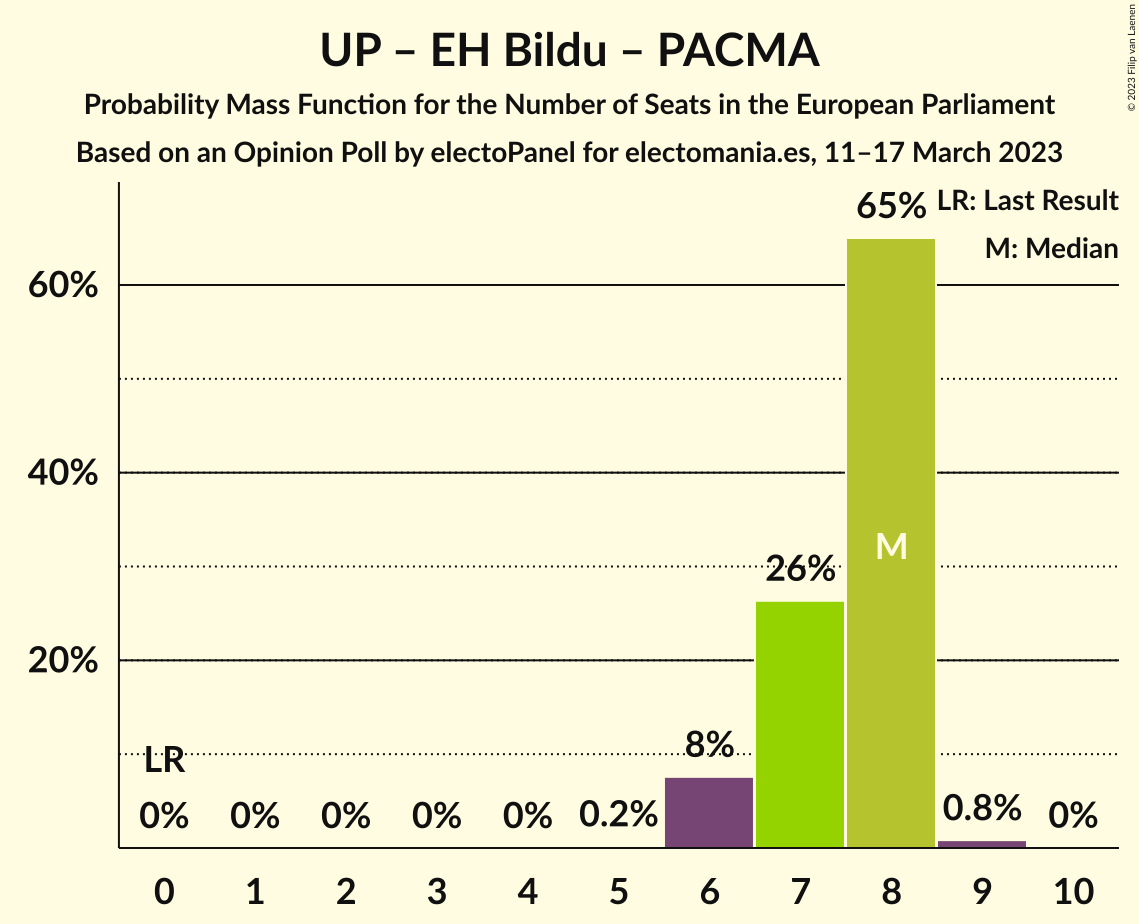 UP – EH Bildu – PACMA
Probability Mass Function for the Number of Seats in the European Parliament
Based on an Opinion Poll by electoPanel for electomania.es, 11–17 March 2023
© 2023 Filip van Laenen
LR: Last Result
M: Median
60%
40%
20%
LR
0%
0%
0%
0%
0%
0.2%
8%
26%
65%
M
0.8%
0%
0 1 2 3 4 5 6 7 8 9 10